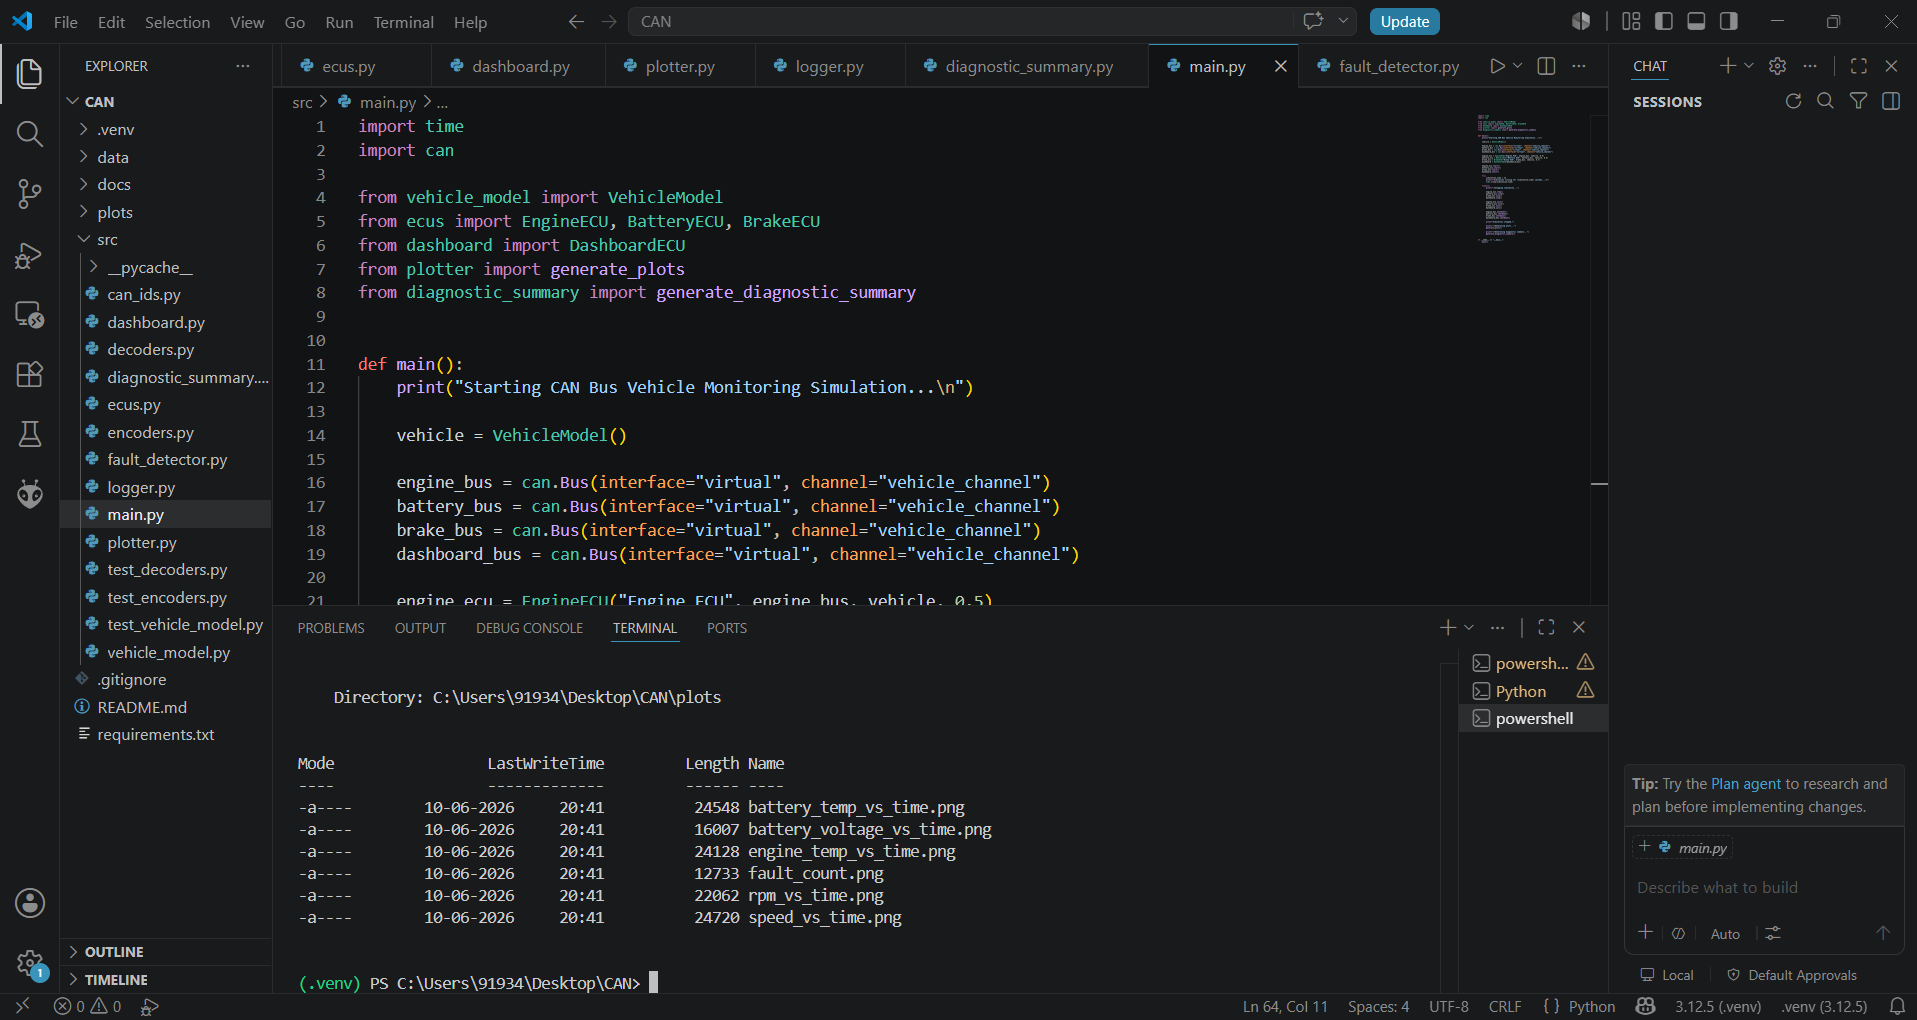 File Edit Selection View Go Run Terminal Help
CAN
Update
EXPLORER
CAN
.venv
data
docs
plots
src
__pycache__
can_ids.py
dashboard.py
decoders.py
diagnostic_summary....
ecus.py
encoders.py
fault_detector.py
logger.py
main.py
plotter.py
test_decoders.py
test_encoders.py
test_vehicle_model.py
vehicle_model.py
.gitignore
README.md
requirements.txt
OUTLINE
TIMELINE
1
ecus.py dashboard.py plotter.py logger.py diagnostic_summary.py main.py fault_detector.py
src > main.py > ...
1 import time
2 import can
3
4 from vehicle_model import VehicleModel
5 from ecus import EngineECU, BatteryECU, BrakeECU
6 from dashboard import DashboardECU
7 from plotter import generate_plots
8 from diagnostic_summary import generate_diagnostic_summary
9
10
11 def main():
12 print("Starting CAN Bus Vehicle Monitoring Simulation...\n")
13
14 vehicle = VehicleModel()
15
16 engine_bus = can.Bus(interface="virtual", channel="vehicle_channel")
17 battery_bus = can.Bus(interface="virtual", channel="vehicle_channel")
18 brake_bus = can.Bus(interface="virtual", channel="vehicle_channel")
19 dashboard_bus = can.Bus(interface="virtual", channel="vehicle_channel")
20
21 engine_ecu = EngineECU("Engine ECU", engine_bus, vehicle, 0.5)
PROBLEMS OUTPUT DEBUG CONSOLE TERMINAL PORTS
Directory: C:\Users\91934\Desktop\CAN\plots
Mode LastWriteTime Length Name
---- ------------- ------ ----
-a---- 10-06-2026 20:41 24548 battery_temp_vs_time.png
-a---- 10-06-2026 20:41 16007 battery_voltage_vs_time.png
-a---- 10-06-2026 20:41 24128 engine_temp_vs_time.png
-a---- 10-06-2026 20:41 12733 fault_count.png
-a---- 10-06-2026 20:41 22062 rpm_vs_time.png
-a---- 10-06-2026 20:41 24720 speed_vs_time.png
(.venv) PS C:\Users\91934\Desktop\CAN>
powersh...
Python
powershell
CHAT
SESSIONS
Tip: Try the Plan agent to research and
plan before implementing changes.
main.py
Describe what to build
Auto
Local Default Approvals
0 0 Ln 64, Col 11 Spaces: 4 UTF-8 CRLF {} Python 3.12.5 (.venv) .venv (3.12.5)